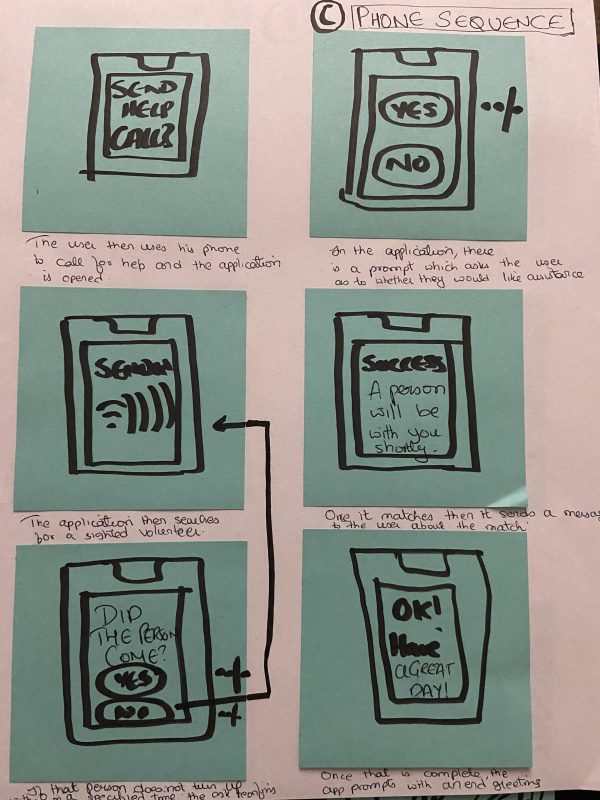 C PHONE SEQUENCE
SEND
HELP
CALL?
YES
NO
The user then uses his phone
to call for help and the application
is opened.
In the application, there
is a prompt which asks the user
as to whether they would like assistance
SENDIN
SUCCESS
A person
will be
with you
shortly.
The application then searches
for a sighted volunteer.
Once it matches then it sends a messag
to the user about the match.
DID
THE PERSON
COME?
YES
NO
OK!
Have
a GREAT
DAY!
If that person does not turn up
in a specified time, the
Once that is complete, the
app prompts with an end greeting